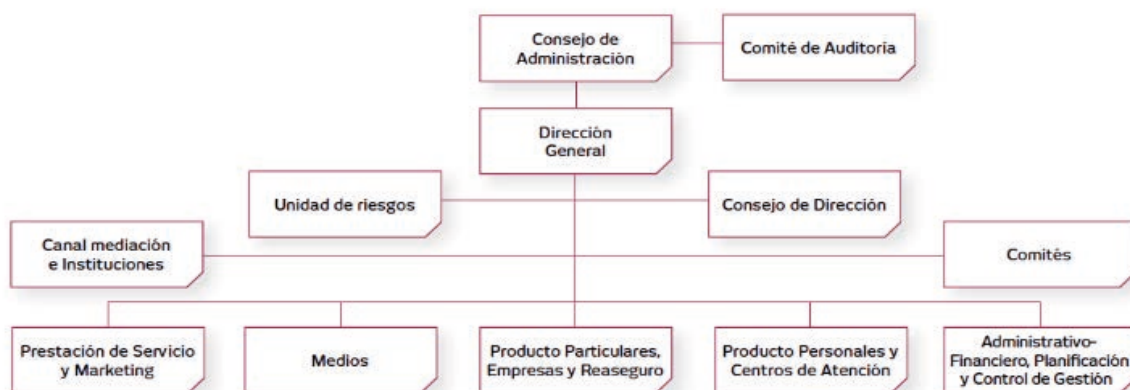 Consejo de
Administración
Comité de Auditoría
Dirección
General
Unidad de riesgos
Consejo de Dirección
Canal mediación
e Instituciones
Comités
Prestación de Servicio
y Marketing
Medios
Producto Particulares,
Empresas y Reaseguro
Producto Personales y
Centros de Atención
Administrativo-
Financiero, Planificación
y Control de Gestión